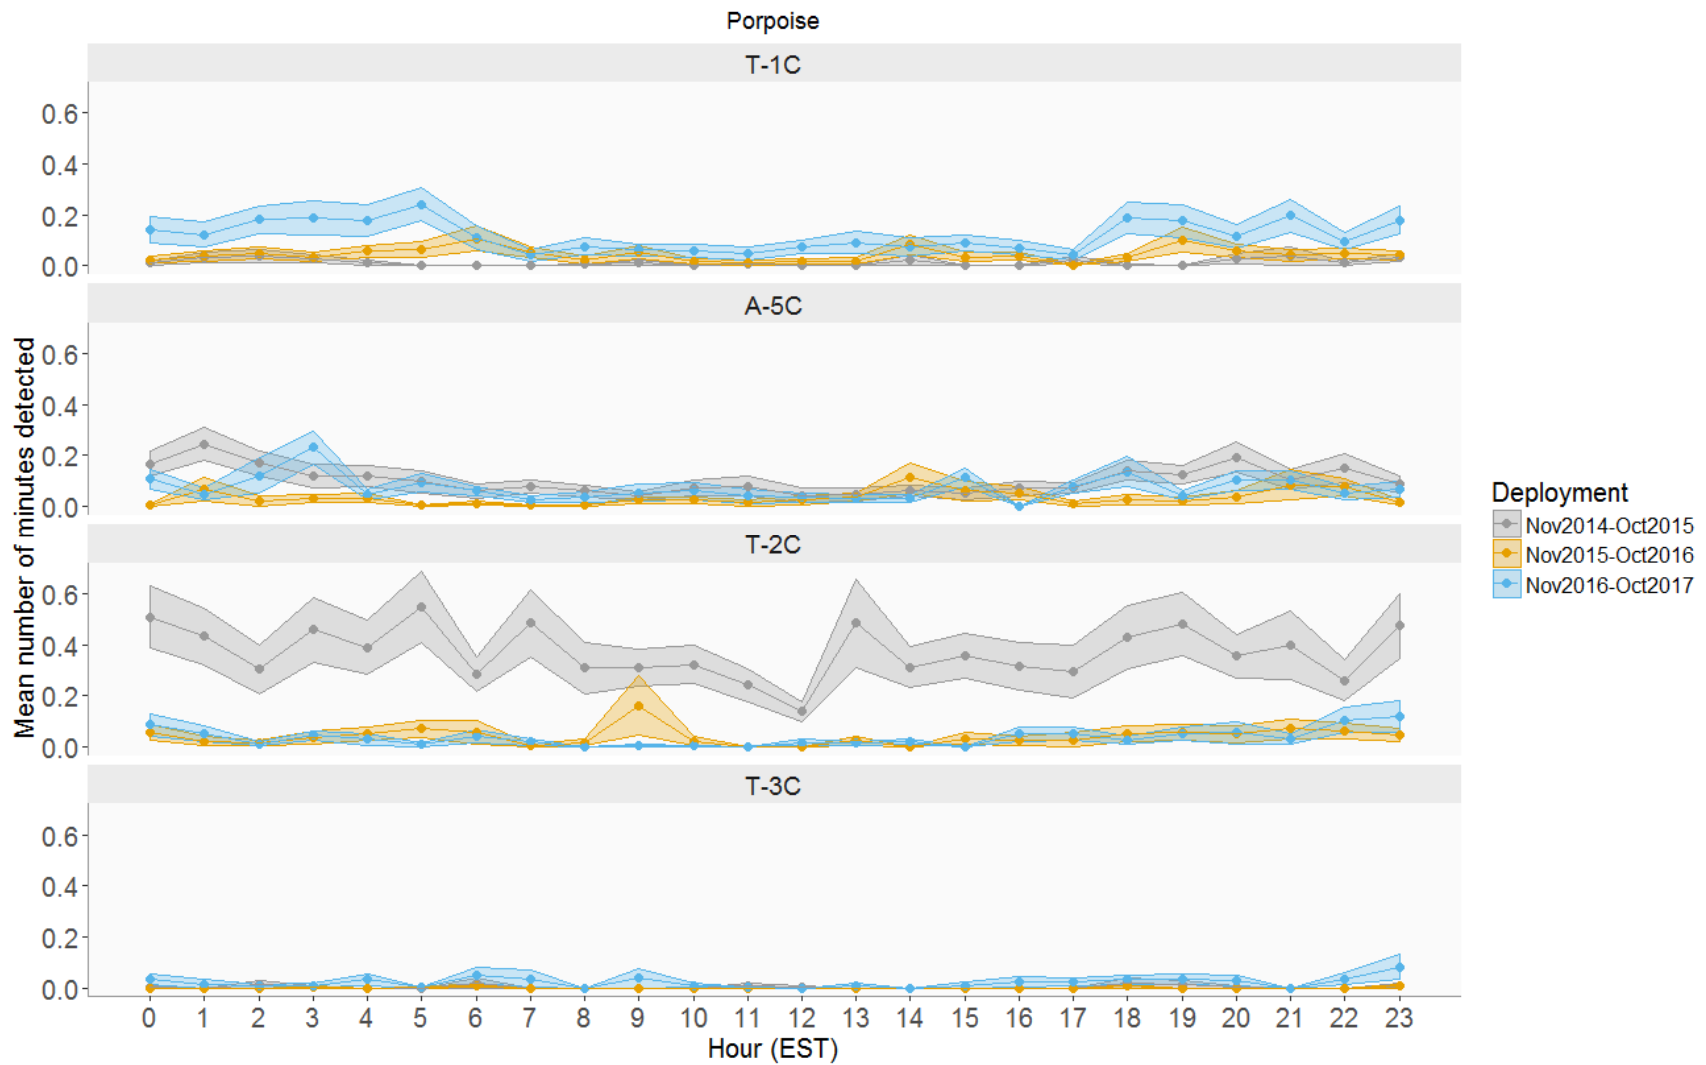 Porpoise
T-1C
0.6
0.4
0.2
0.0
A-5C
0.6
0.4
0.2
0.0
T-2C
0.6
0.4
0.2
0.0
T-3C
0.6
0.4
0.2
0.0
0 1 2 3 4 5 6 7 8 9 10 11 12 13 14 15 16 17 18 19 20 21 22 23
Hour (EST)
Mean number of minutes detected
Deployment
Nov2014-Oct2015
Nov2015-Oct2016
Nov2016-Oct2017